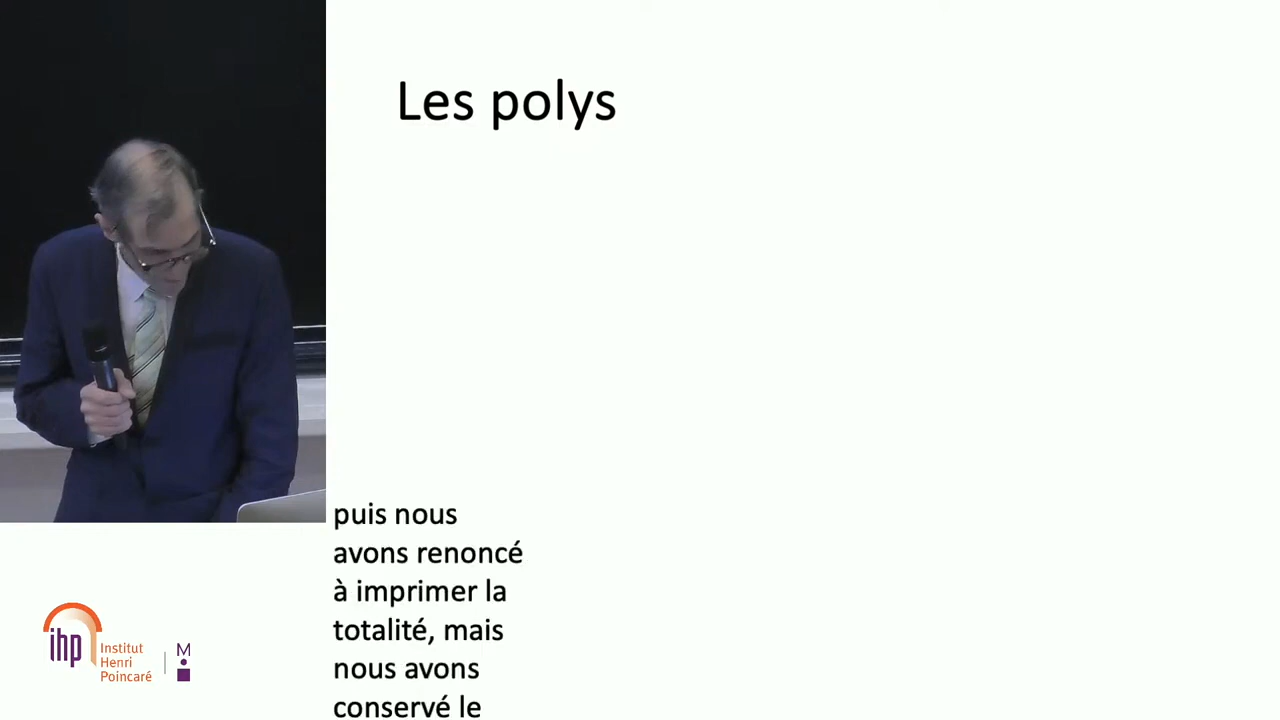 Les polys
puis nous
avons renoncé
à imprimer la
totalité, mais
nous avons
conservé le
ihp
Institut
Henri
Poincaré
M